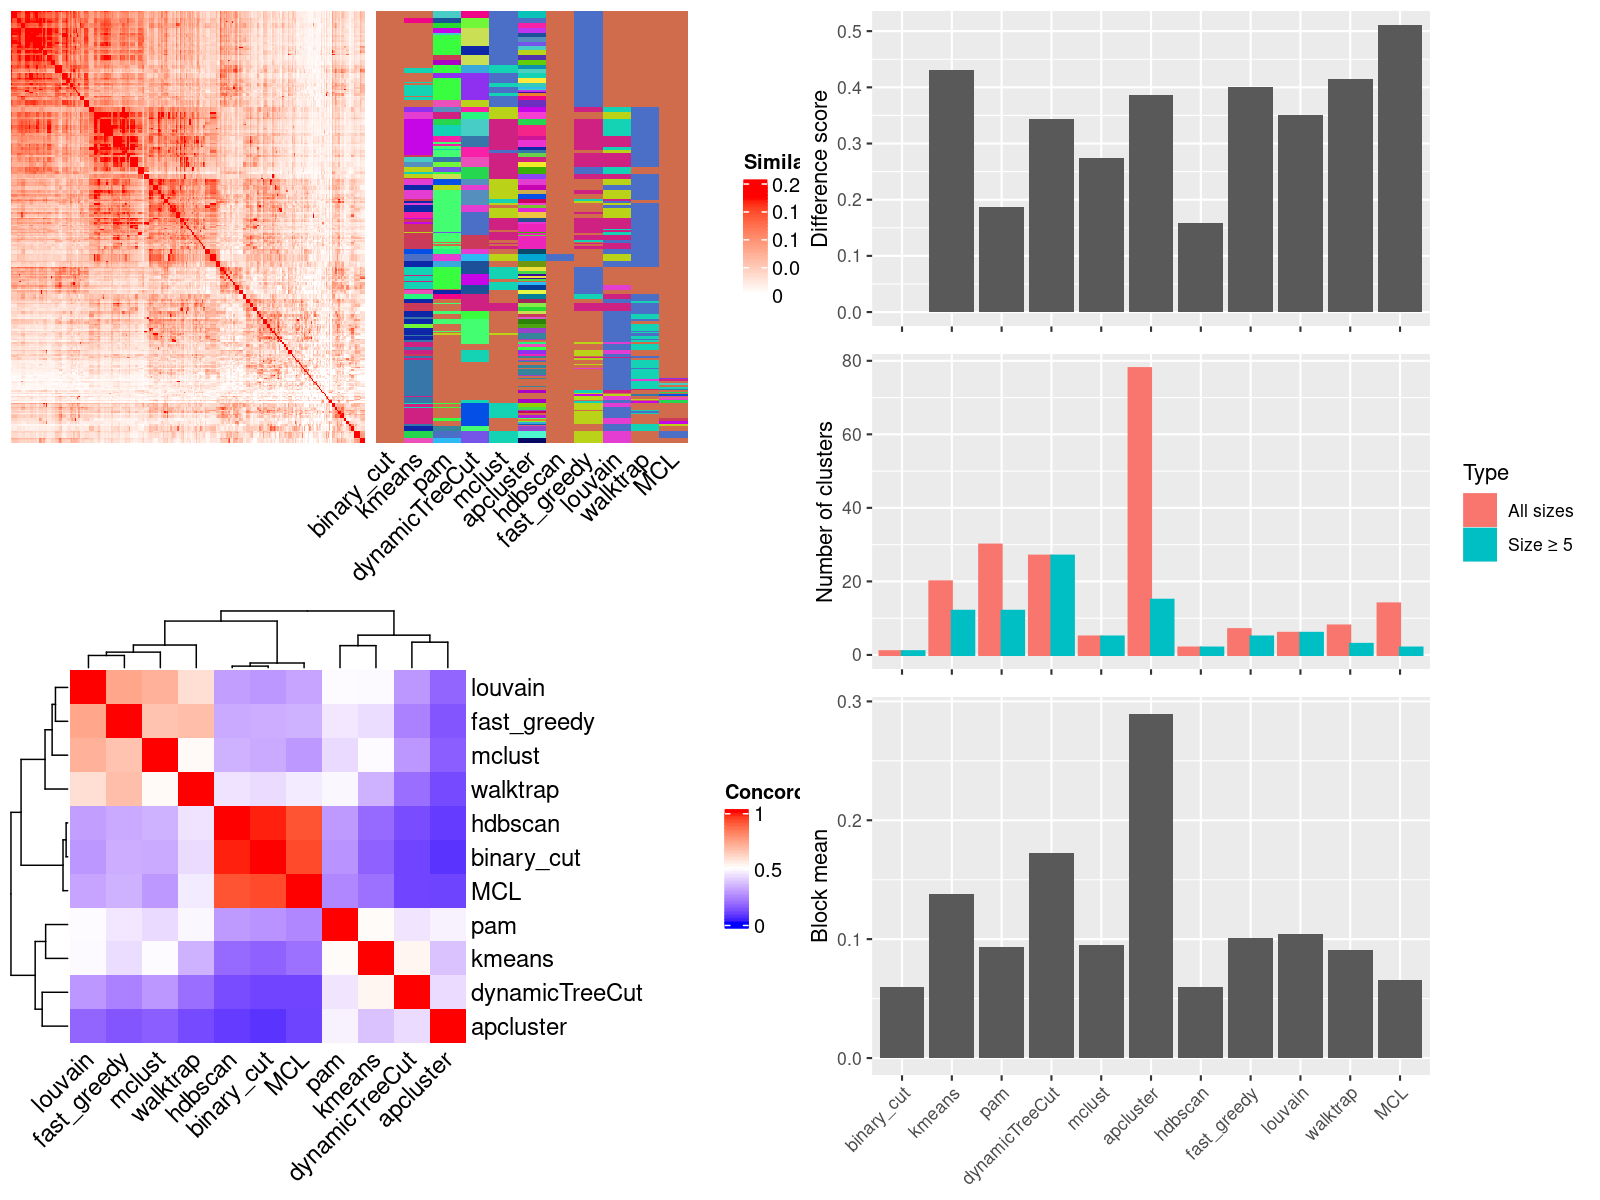 Simila
0.2
0.1
0.1
0.0
0
binary_cut
kmeans
pam
dynamicTreeCut
mclust
apcluster
hdbscan
fast_greedy
louvain
walktrap
MCL
louvain
fast_greedy
mclust
walktrap
hdbscan
binary_cut
MCL
pam
kmeans
dynamicTreeCut
apcluster
louvain
fast_greedy
mclust
walktrap
hdbscan
binary_cut
MCL
pam
kmeans
dynamicTreeCut
apcluster
Concord
1
0.5
0
Difference score
0.5
0.4
0.3
0.2
0.1
0.0
Number of clusters
80
60
40
20
0
Type
All sizes
Size ≥ 5
Block mean
0.3
0.2
0.1
0.0
binary_cut
kmeans
pam
dynamicTreeCut
mclust
apcluster
hdbscan
fast_greedy
louvain
walktrap
MCL